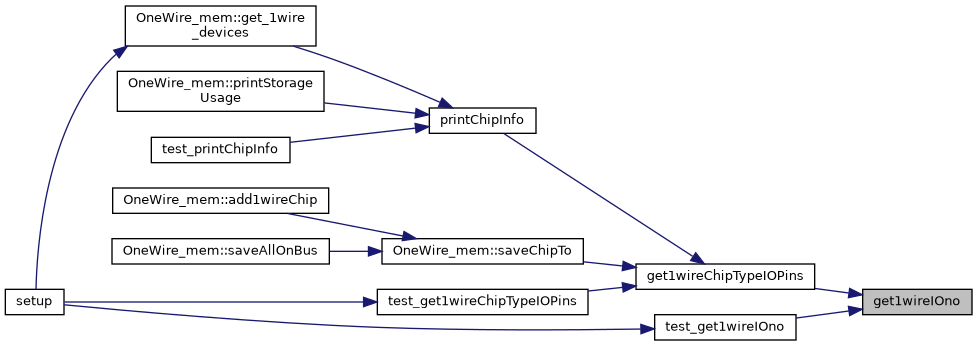 OneWire_mem::get_1wire
_devices
OneWire_mem::printStorage
Usage
printChipInfo
test_printChipInfo
OneWire_mem::add1wireChip
OneWire_mem::saveAllOnBus
OneWire_mem::saveChipTo
get1wireChipTypeIOPins
setup
test_get1wireChipTypeIOPins
get1wireIOno
test_get1wireIOno